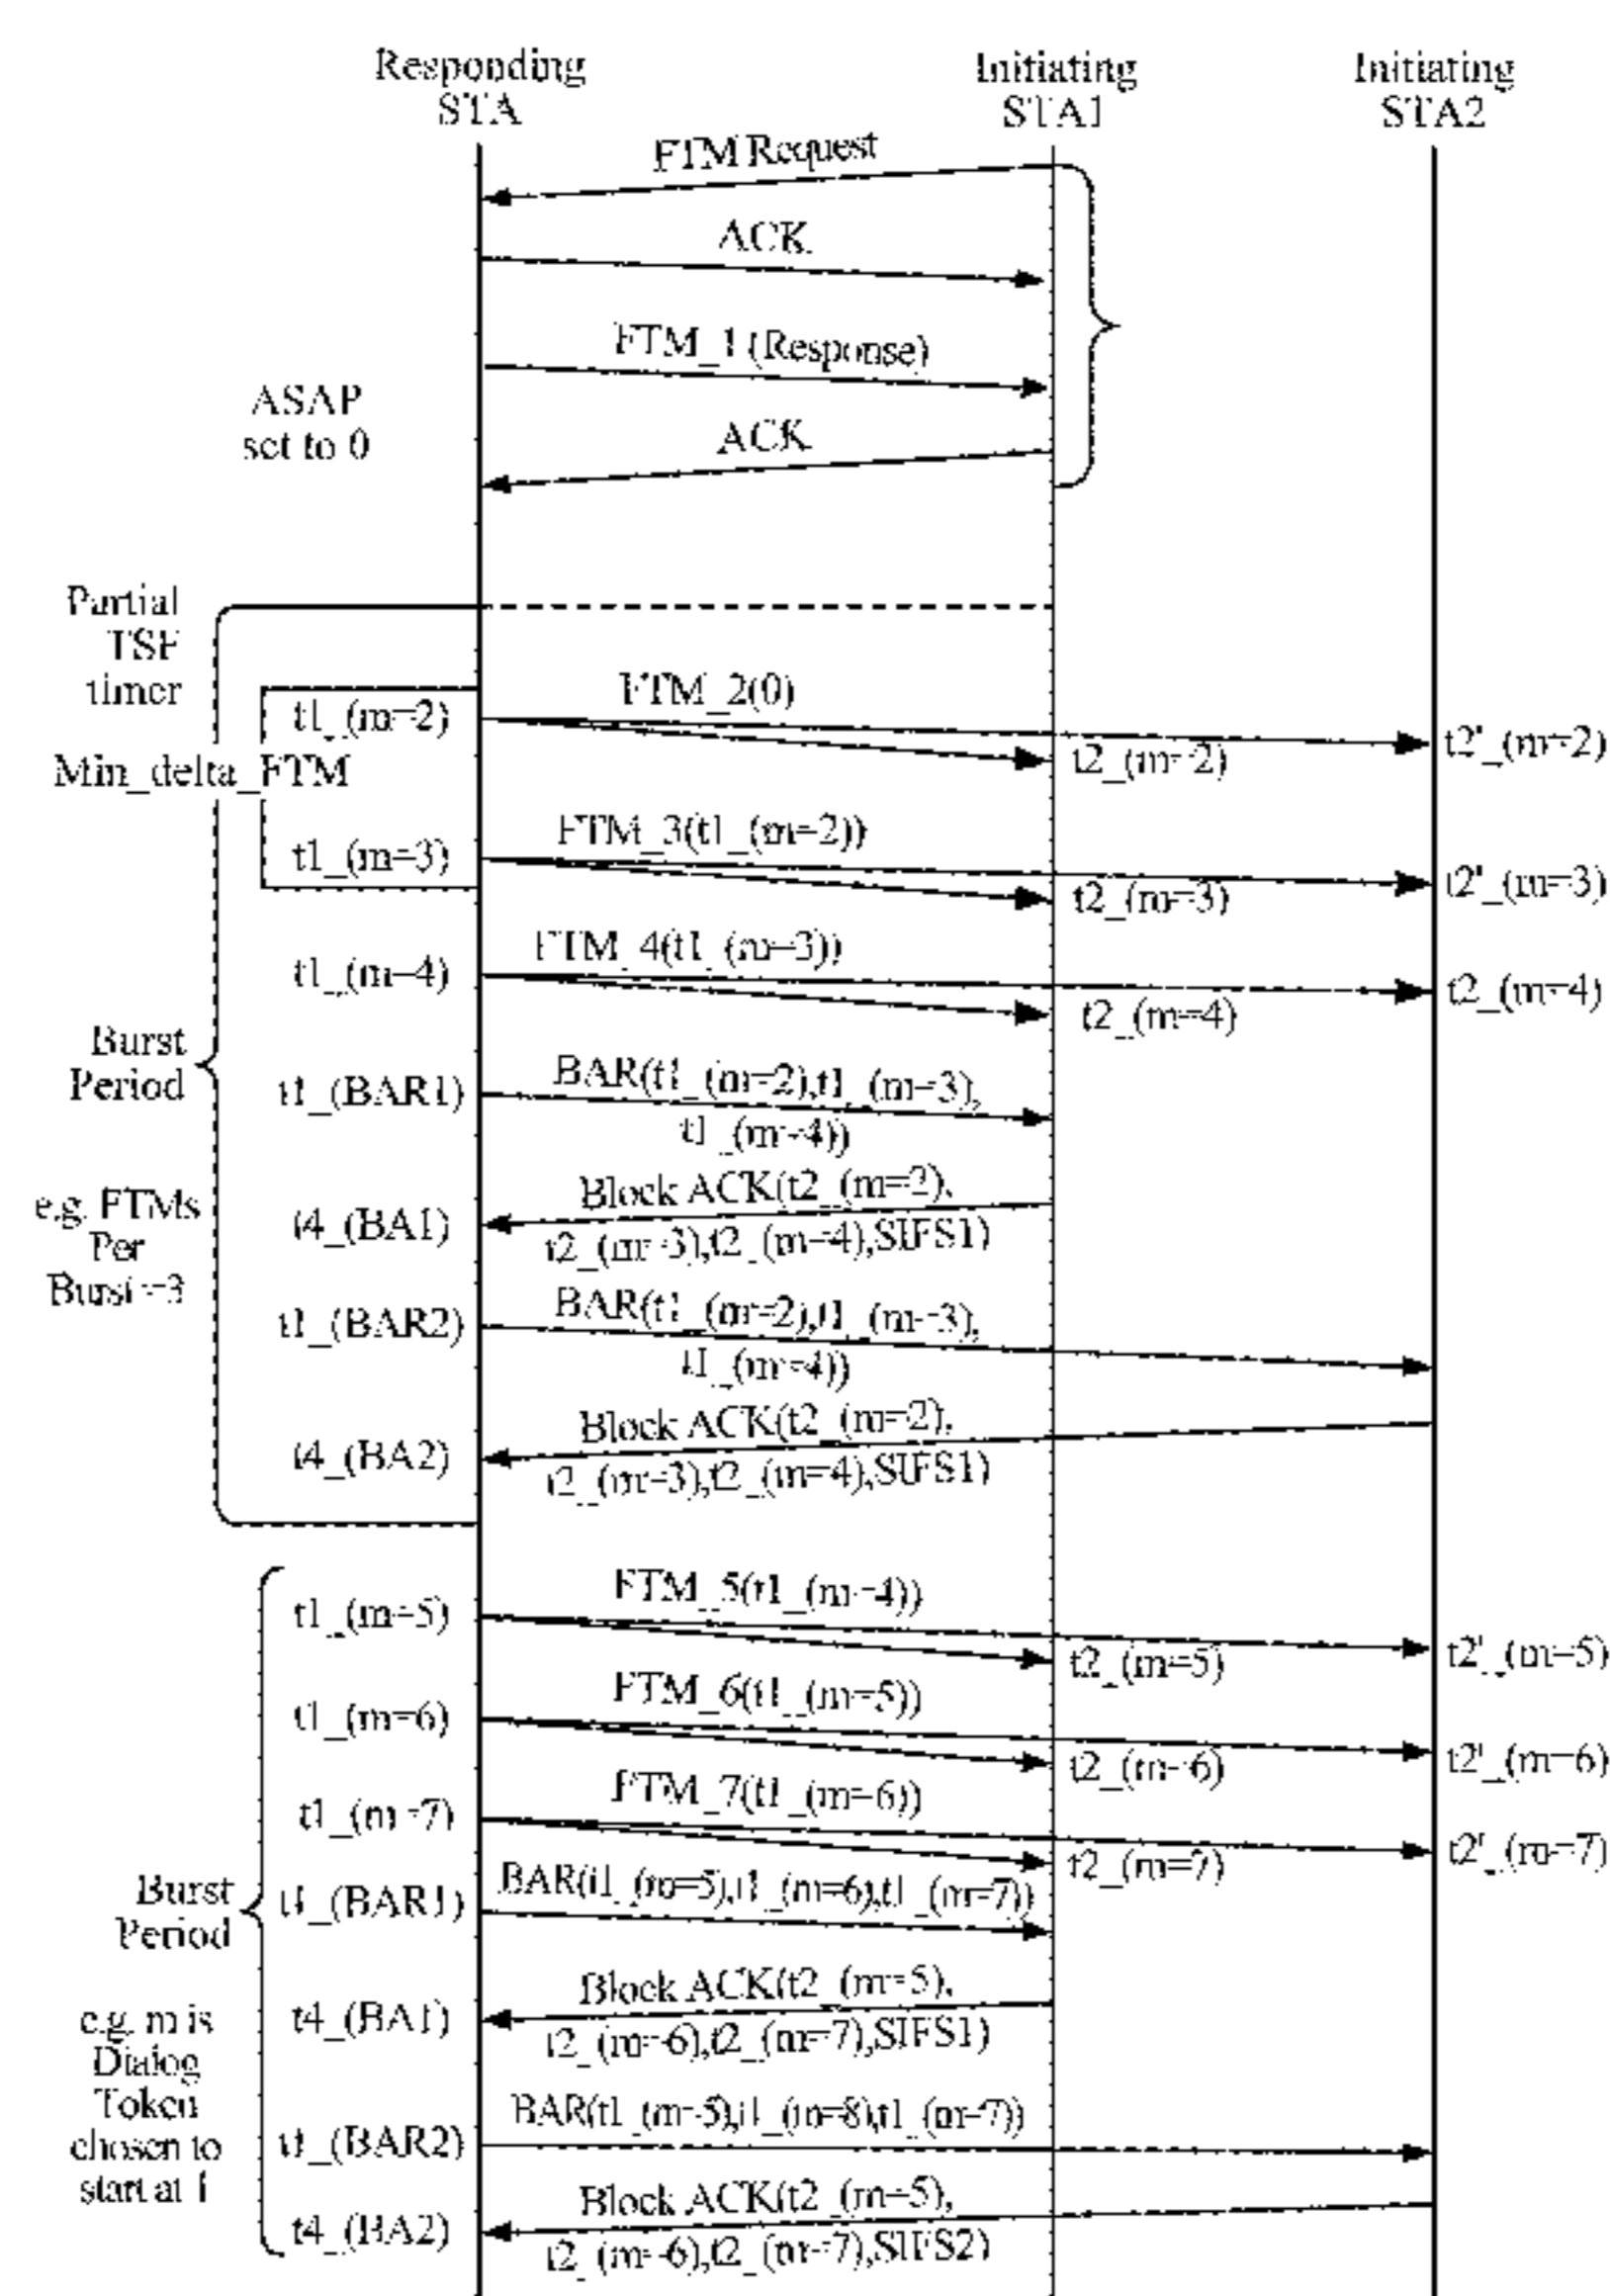 Responding
STA
Initiating
STA1
Initiating
STA2
FTM Request
ACK
FTM_1 (Response)
ASAP
set to 0
ACK
Partial
TSF
timer
FTM_2(0)
t1_(m=2)
t2_(m=2)
t2'_(m=2)
Min_delta_FTM
FTM_3(t1_(m=2))
t1_(m=3)
t2_(m=3)
t2'_(m=3)
FTM_4(t1_(m=3))
t1_(m=4)
t2_(m=4)
t2_(m=4)
Burst
Period
t1_(BAR1)
BAR(t1_(m=2),t1_(m=3),
t1_(m=4))
e.g. FTMs
Per
Burst=3
t4_(BA1)
Block ACK(t2_(m=2),
t2_(m=3),t2_(m=4),SIFS1)
t1_(BAR2)
BAR(t1_(m=2),t1_(m=3),
t1_(m=4))
t4_(BA2)
Block ACK(t2_(m=2),
t2_(m=3),t2_(m=4),SIFS1)
FTM_5(t1_(m=4))
t1_(m=5)
t2_(m=5)
t2'_(m=5)
FTM_6(t1_(m=5))
t1_(m=6)
t2_(m=6)
t2'_(m=6)
FTM_7(t1_(m=6))
t1_(m=7)
t2_(m=7)
t2'_(m=7)
Burst
Period
t1_(BAR1)
BAR(t1_(m=5),t1_(m=6),t1_(m=7))
t4_(BA1)
Block ACK(t2_(m=5),
t2_(m=6),t2_(m=7),SIFS1)
e.g. m is
Dialog
Token
chosen to
start at 1
t1_(BAR2)
BAR(t1_(m=5),t1_(m=8),t1_(m=7))
t4_(BA2)
Block ACK(t2_(m=5),
t2_(m=6),t2_(m=7),SIFS2)